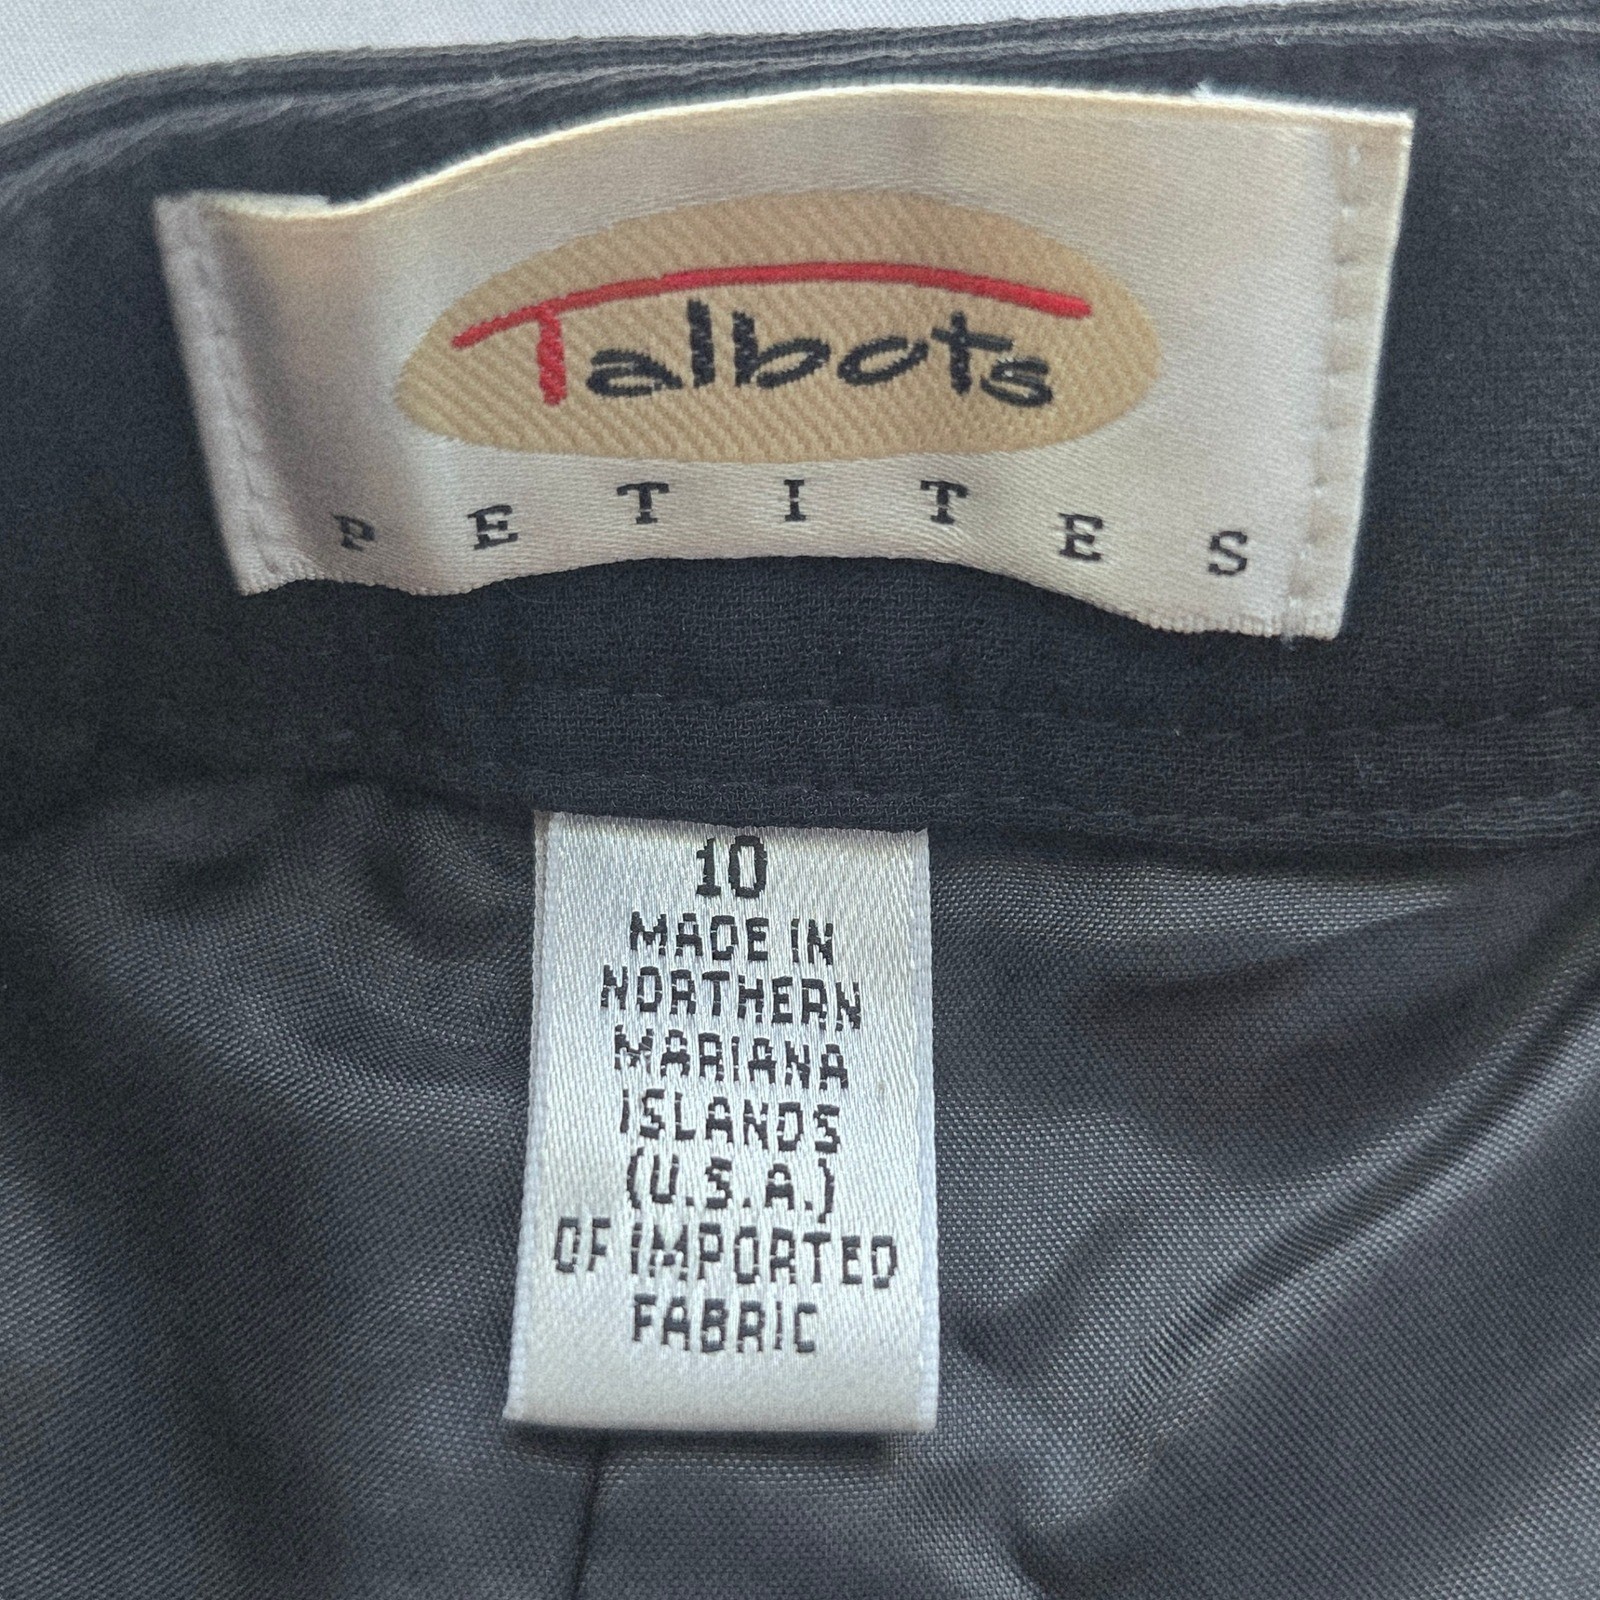 Talbots
PETITES
10
MADE IN
NORTHERN
MARIANA
ISLANDS
(U.S.A.)
OF IMPORTED
FABRIC